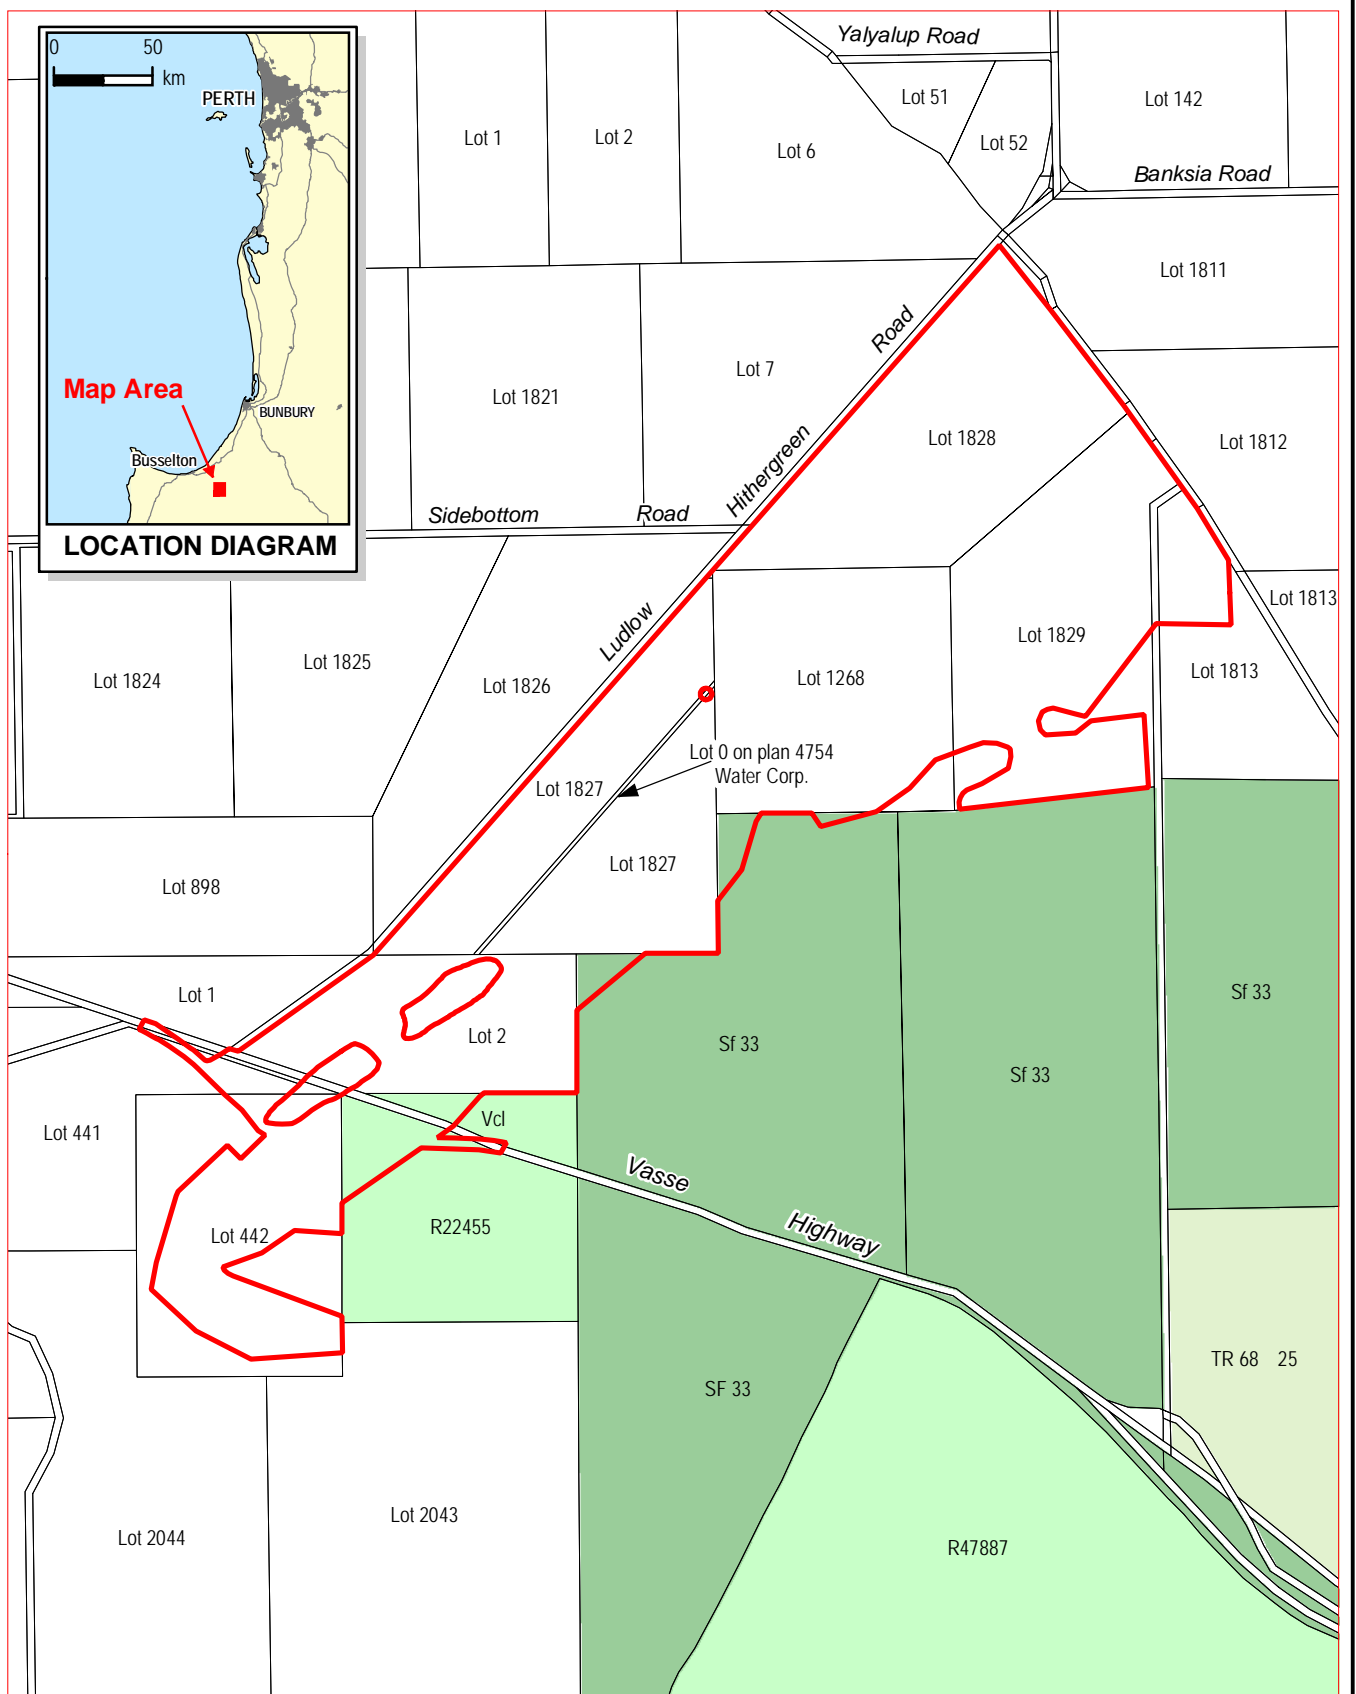 0 50
km
PERTH
Map Area
BUNBURY
Busselton
LOCATION DIAGRAM
Yalyalup Road
Lot 51
Lot 142
Lot 1
Lot 2
Lot 6
Lot 52
Banksia Road
Lot 1811
Road
Lot 7
Lot 1821
Lot 1828
Lot 1812
Hithergreen
Sidebottom Road
Lot 1813
Ludlow
Lot 1829
Lot 1824
Lot 1825
Lot 1826
Lot 1268
Lot 1813
Lot 0 on plan 4754
Water Corp.
Lot 1827
Lot 1827
Lot 898
Lot 1
Sf 33
Lot 2
Sf 33
Sf 33
Vcl
Lot 441
Vasse
Highway
Lot 442
R22455
TR 68 25
SF 33
Lot 2043
Lot 2044
R47887